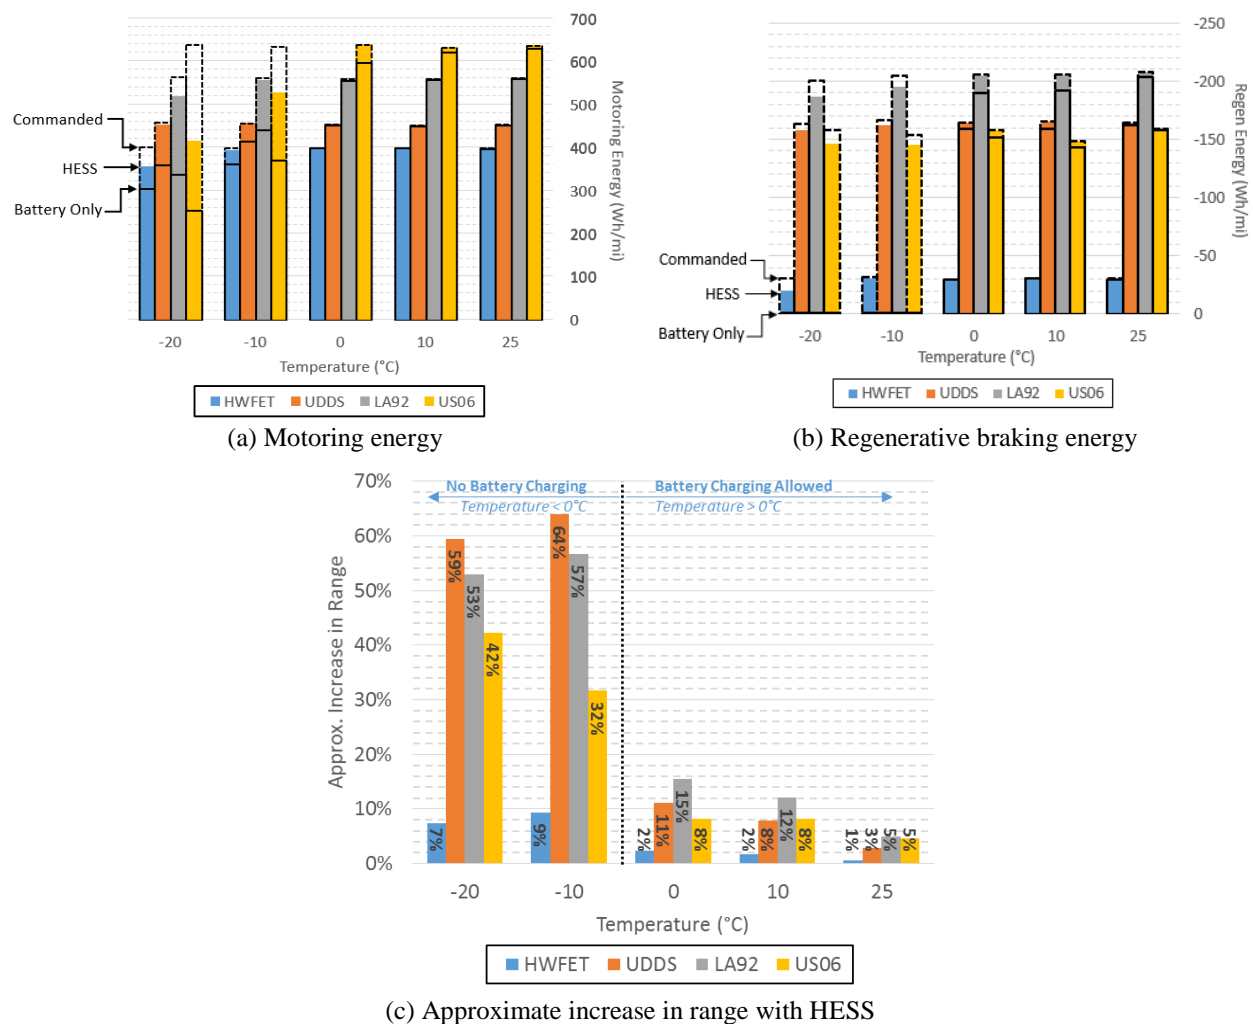 700
600
500
400
300
200
100
0
Motoring Energy (Wh/mi)
Commanded
HESS
Battery Only
-20 -10 0 10 25
Temperature (°C)
HWFET UDDS LA92 US06
(a) Motoring energy
-250
-200
-150
-100
-50
0
Regen Energy (Wh/mi)
Commanded
HESS
Battery Only
-20 -10 0 10 25
Temperature (°C)
HWFET UDDS LA92 US06
(b) Regenerative braking energy
70%
60%
50%
40%
30%
20%
10%
0%
Approx. Increase in Range
No Battery Charging
Temperature < 0°C
Battery Charging Allowed
Temperature > 0°C
7% 59% 53% 42%
9% 64% 57% 32%
2% 11% 15% 8%
2% 8% 12% 8%
1% 3% 5% 5%
-20 -10 0 10 25
Temperature (°C)
HWFET UDDS LA92 US06
(c) Approximate increase in range with HESS